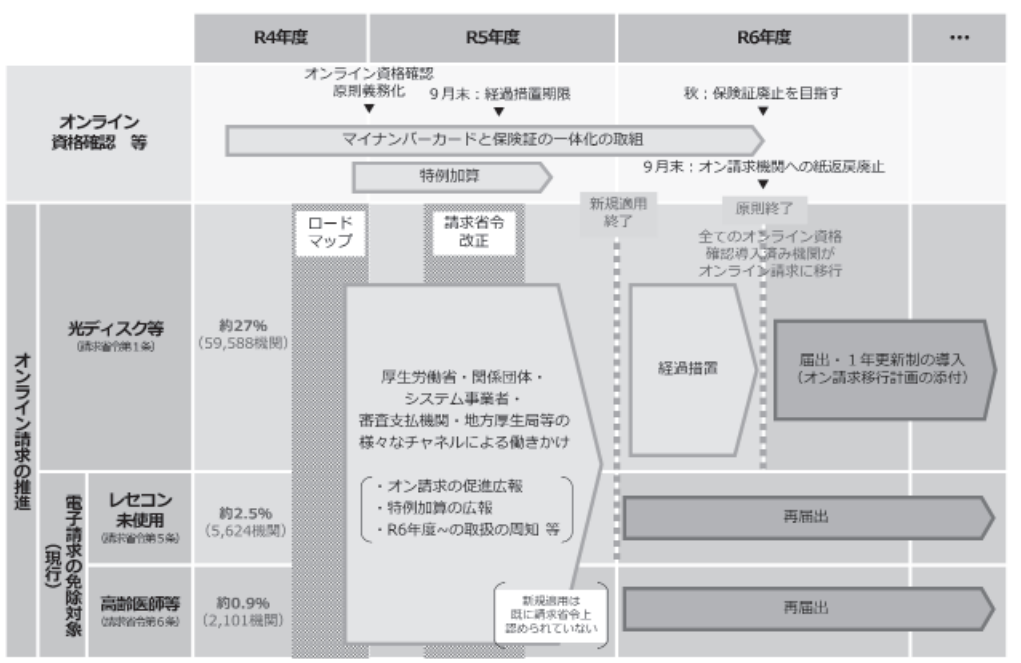 R4年度
R5年度
R6年度
…
オンライン
資格確認　等
オンライン資格確認
原則義務化
9月末：経過措置期限
秋：保険証廃止を目指す
マイナンバーカードと保険証の一体化の取組
特例加算
9月末：オン請求機関への紙返戻廃止
オンライン請求の推進
ロード
マップ
請求省令
改正
新規適用
終了
原則終了
全てのオンライン資格
確認導入済み機関が
オンライン請求に移行
光ディスク等
(請求省令第1条)
約27%
(59,588機関)
厚生労働省・関係団体・
システム事業者・
審査支払機関・地方厚生局等の
様々なチャネルによる働きかけ
・オン請求の促進広報
・特例加算の広報
・R6年度~の取扱の周知 等
経過措置
届出・１年更新制の導入
（オン請求移行計画の添付）
電子請求の免除対象
（現行）
レセコン
未使用
(請求省令第5条)
約2.5%
(5,624機関)
再届出
高齢医師等
(請求省令第6条)
約0.9%
(2,101機関)
新規適用は
既に請求省令上
認められていない
再届出